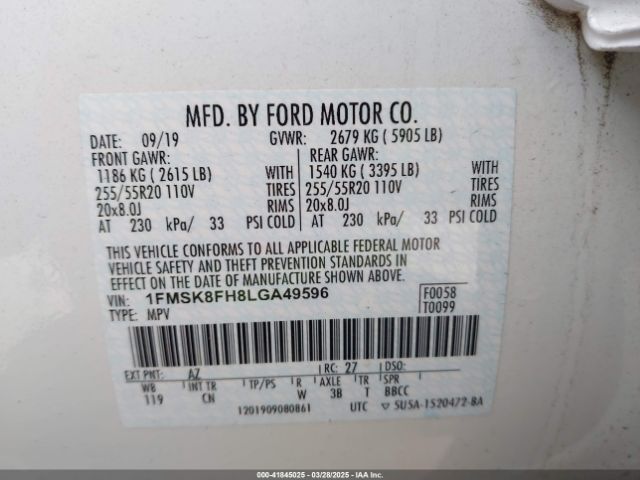 MFD. BY FORD MOTOR CO.
DATE: 09/19 GVWR: 2679 KG ( 5905 LB)
FRONT GAWR: REAR GAWR:
1186 KG ( 2615 LB) WITH 1540 KG ( 3395 LB) WITH
255/55R20 110V TIRES 255/55R20 110V TIRES
20x8.0J RIMS 20x8.0J RIMS
AT 230 kPa/ 33 PSI COLD AT 230 kPa/ 33 PSI COLD
THIS VEHICLE CONFORMS TO ALL APPLICABLE FEDERAL MOTOR
VEHICLE SAFETY AND THEFT PREVENTION STANDARDS IN
EFFECT ON THE DATE OF MANUFACTURE SHOWN ABOVE.
VIN: 1FMSK8FH8LGA49596 F0058
TYPE: MPV T0099
EXT PNT: AZ RC: 27 DSO:
WB INT TR TP/PS R AXLE TR SPR
119 CN W 3B T BBCC
1201909080861 UTC ▽ 5U5A-1520472-BA
000-41845025 | 03/28/2025 | IAA Inc.